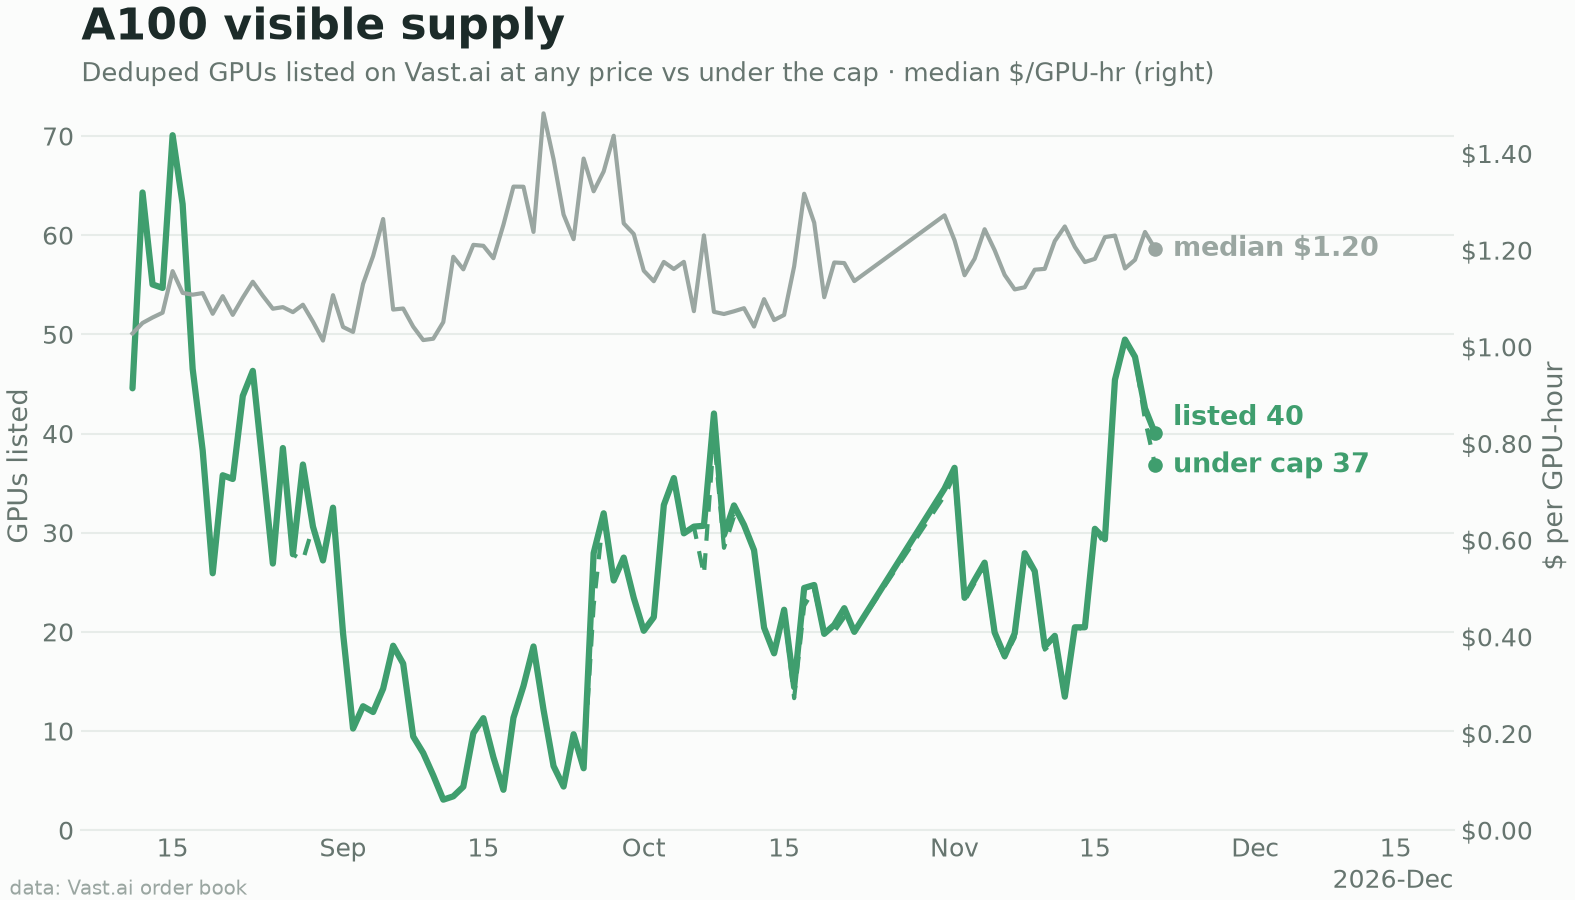 A100 visible supply
Deduped GPUs listed on Vast.ai at any price vs under the cap · median $/GPU-hr (right)
GPUs listed
70
60
50
40
30
20
10
0
$1.40
$1.20
$1.00
$0.80
$0.60
$0.40
$0.20
$0.00
$ per GPU-hour
median $1.20
listed 40
under cap 37
15
Sep
15
Oct
15
Nov
15
Dec
15
2026-Dec
data: Vast.ai order book